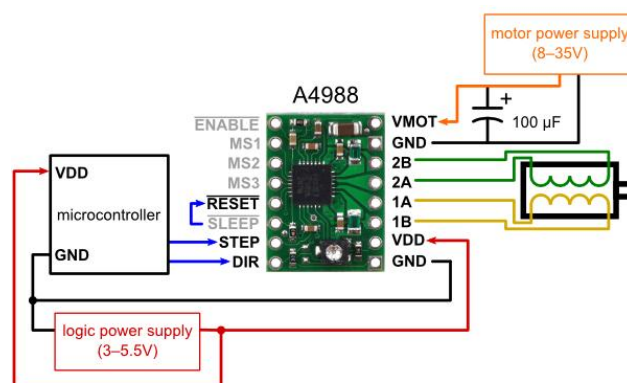 motor power supply
(8–35V)
A4988
ENABLE
VMOT
+
100 µF
MS1
GND
MS2
2B
VDD
MS3
2A
microcontroller
RESET
1A
SLEEP
1B
STEP
VDD
GND
DIR
GND
logic power supply
(3–5.5V)